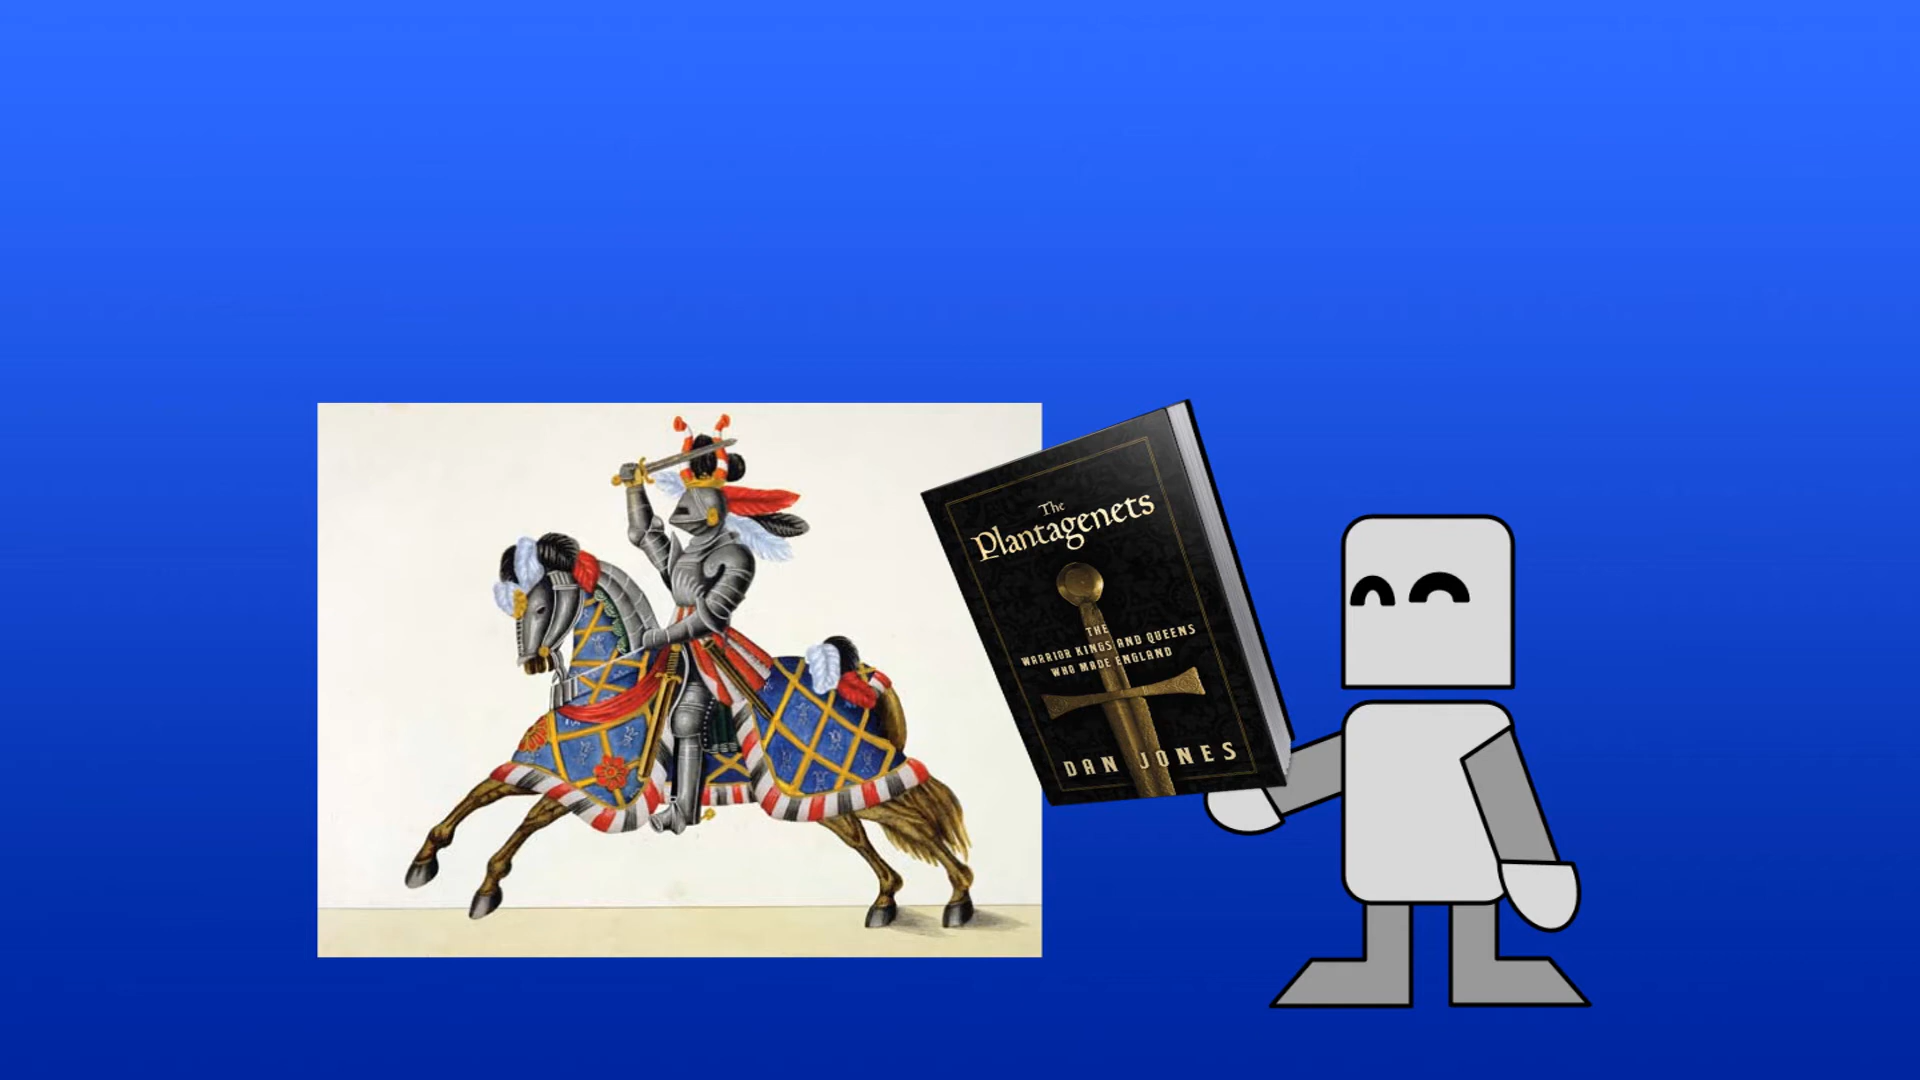 The
Plantagenets
THE
WARRIOR KINGS AND QUEENS
WHO MADE ENGLAND
DAN JONES